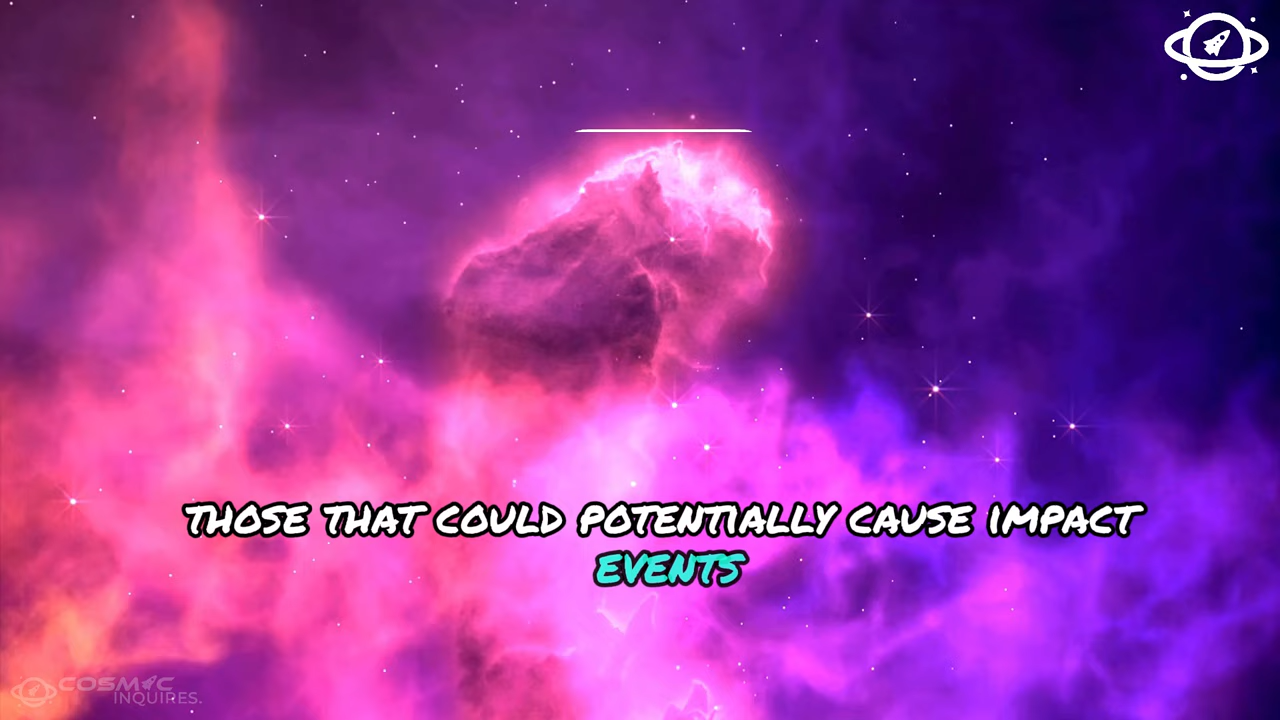 THOSE THAT COULD POTENTIALLY CAUSE IMPACT
EVENTS
COSMIC
INQUIRES.